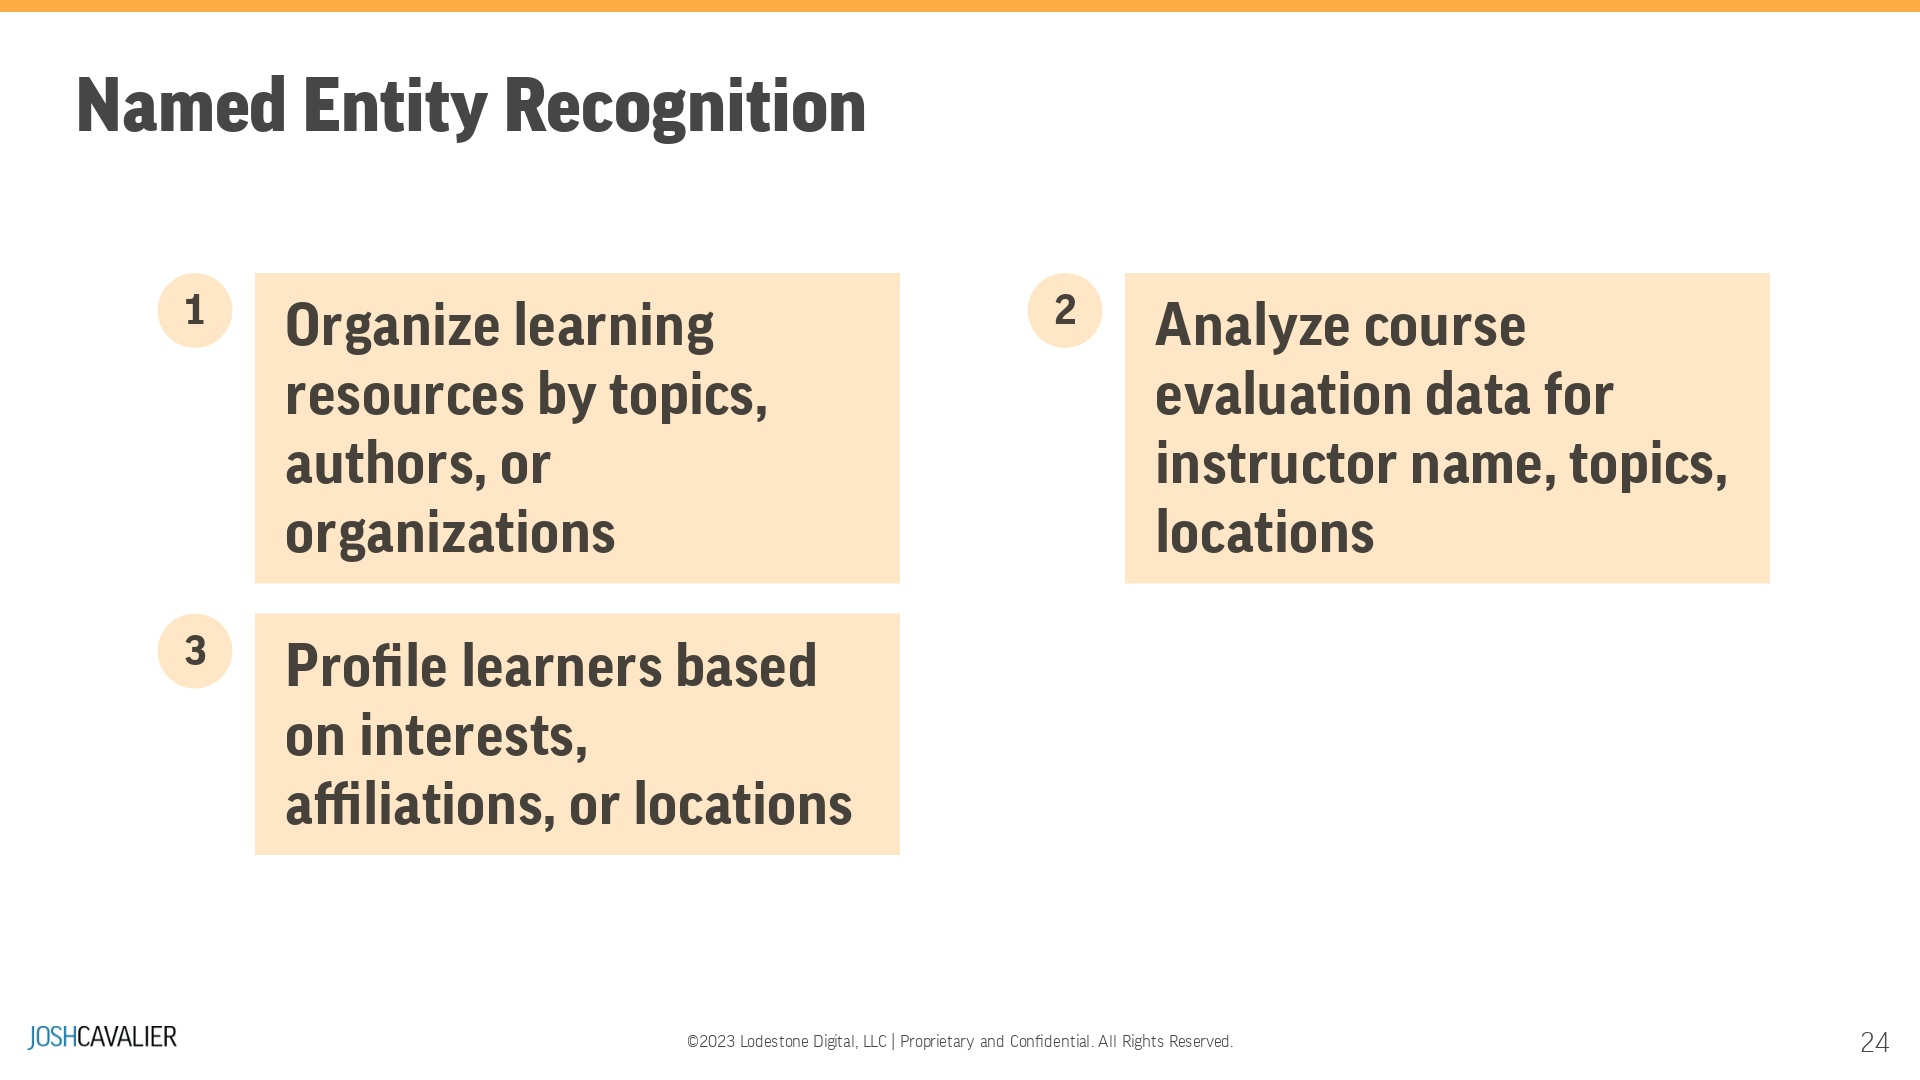 Named Entity Recognition
1
Organize learning
resources by topics,
authors, or
organizations
2
Analyze course
evaluation data for
instructor name, topics,
locations
3
Profile learners based
on interests,
affiliations, or locations
JOSHCAVALIER
©2023 Lodestone Digital, LLC | Proprietary and Confidential. All Rights Reserved.
24